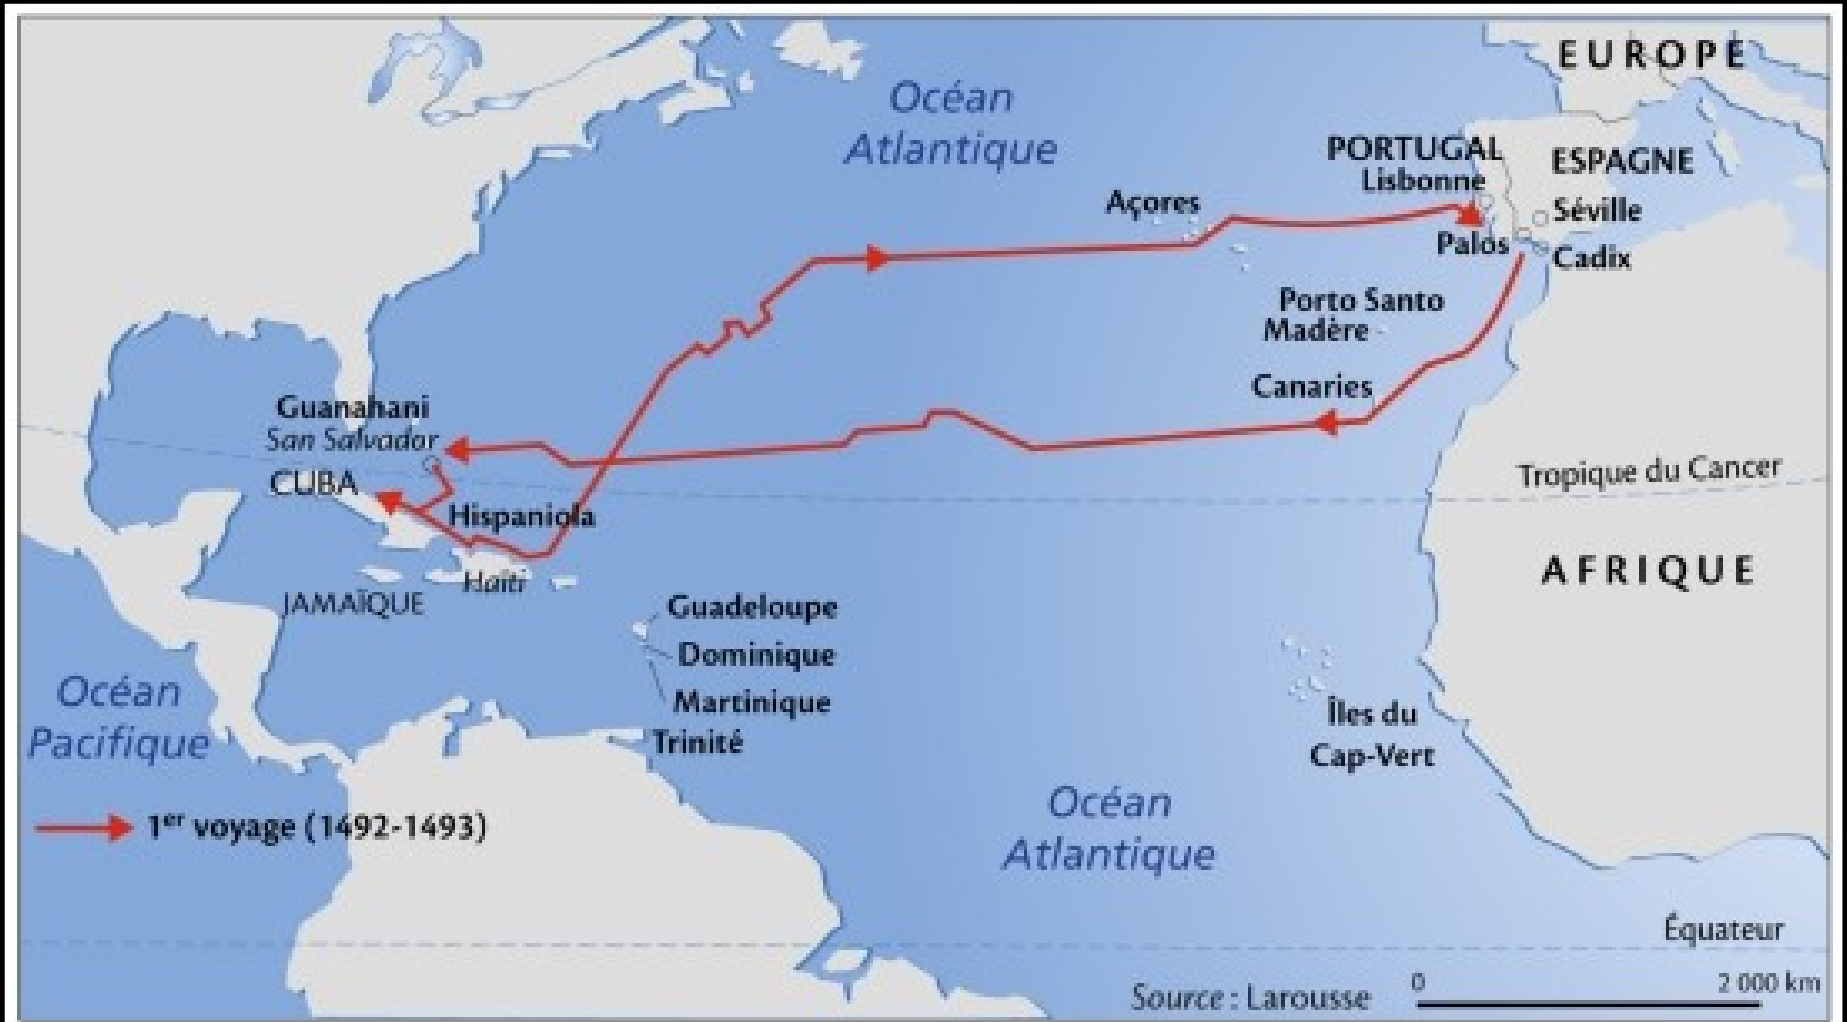 EUROPE
Océan
Atlantique
PORTUGAL
Lisbonne
ESPAGNE
Açores
Séville
Palos
Cadix
Porto Santo
Madère
Canaries
Guanahani
San Salvador
CUBA
Tropique du Cancer
Hispaniola
Haïti
JAMAÏQUE
AFRIQUE
Guadeloupe
Dominique
Martinique
Trinité
Océan
Pacifique
Îles du
Cap-Vert
1er voyage (1492-1493)
Océan
Atlantique
Équateur
Source : Larousse
0 2 000 km